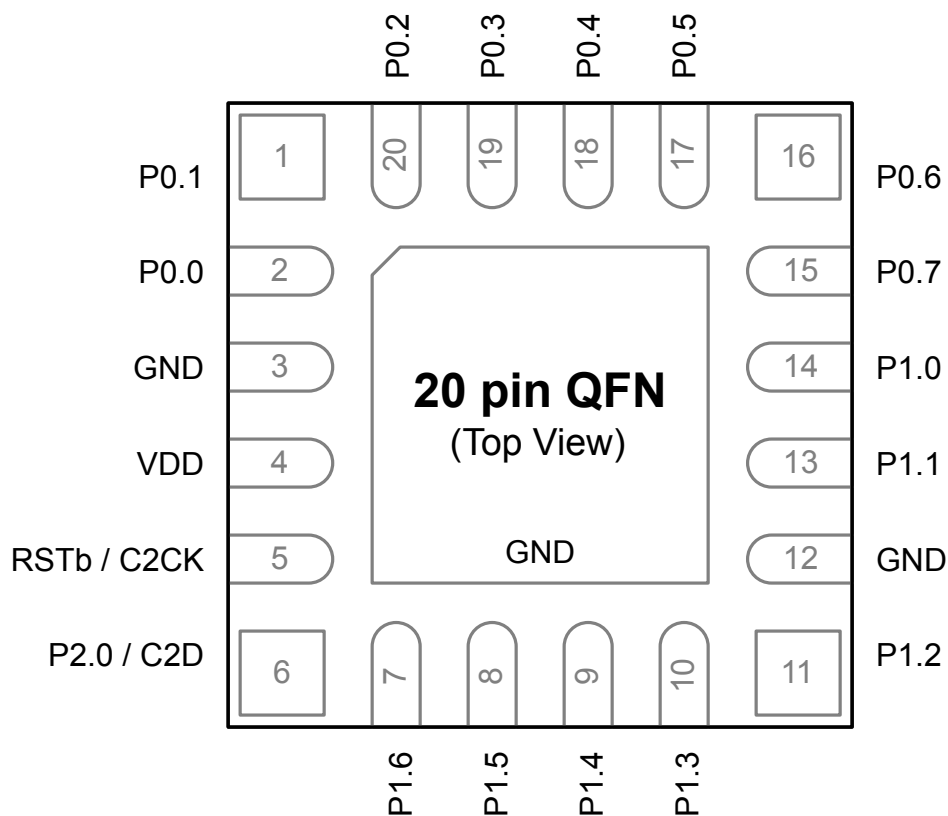 P0.2
P0.3
P0.4
P0.5
1
20
19
18
17
16
P0.1
P0.6
P0.0
2
15
P0.7
GND
3
14
P1.0
20 pin QFN
(Top View)
VDD
4
13
P1.1
RSTb / C2CK
5
GND
12
GND
P2.0 / C2D
6
7
8
9
10
11
P1.2
P1.6
P1.5
P1.4
P1.3